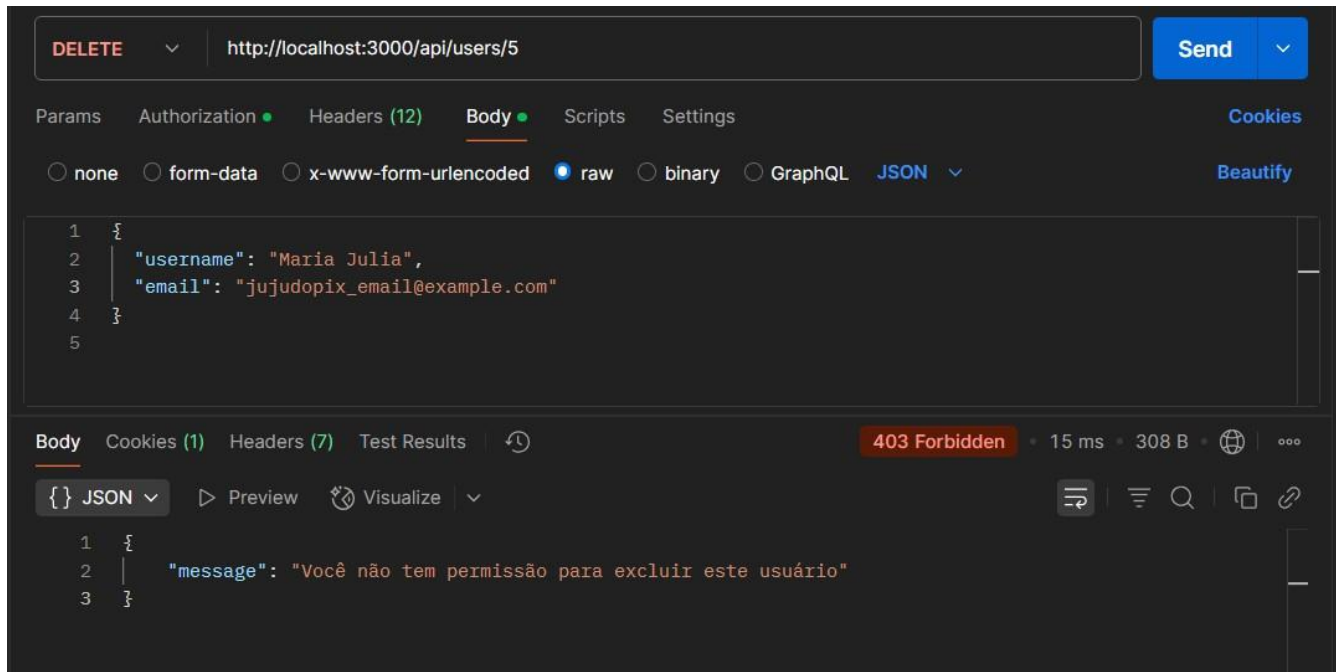 DELETE http://localhost:3000/api/users/5 Send
Params Authorization Headers (12) Body Scripts Settings Cookies
none form-data x-www-form-urlencoded raw binary GraphQL JSON Beautify
1 {
2 "username": "Maria Julia",
3 "email": "jujudopix_email@example.com"
4 }
5
Body Cookies (1) Headers (7) Test Results 403 Forbidden 15 ms 308 B
{} JSON Preview Visualize
1 {
2 "message": "Você não tem permissão para excluir este usuário"
3 }